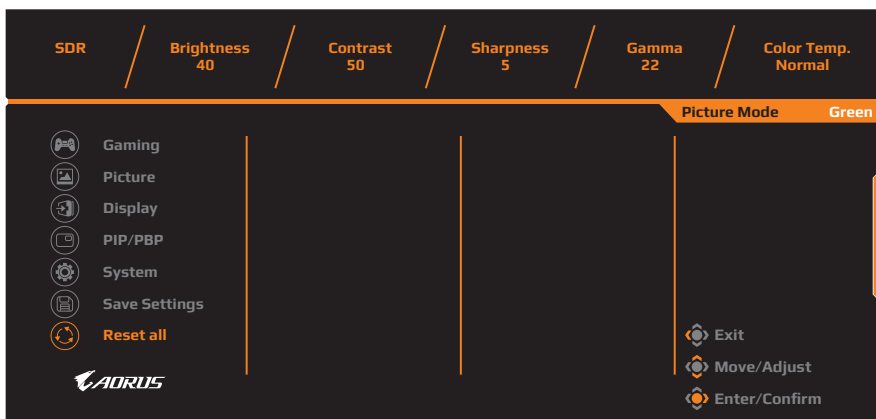 SDR Brightness Contrast Sharpness Gamma Color Temp.
40 50 5 22 Normal
Picture Mode Green
Gaming
Picture
Display
PIP/PBP
System
Save Settings
Reset all Exit
AORUS Move/Adjust
Enter/Confirm